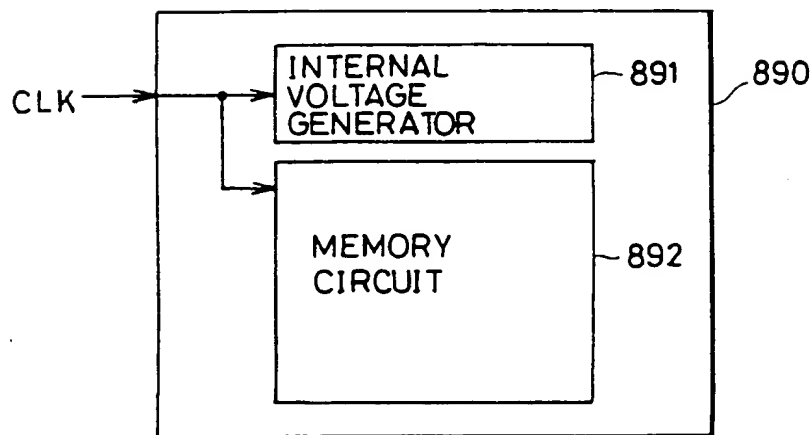 INTERNAL
VOLTAGE
GENERATOR
891
890
CLK
MEMORY
CIRCUIT
892